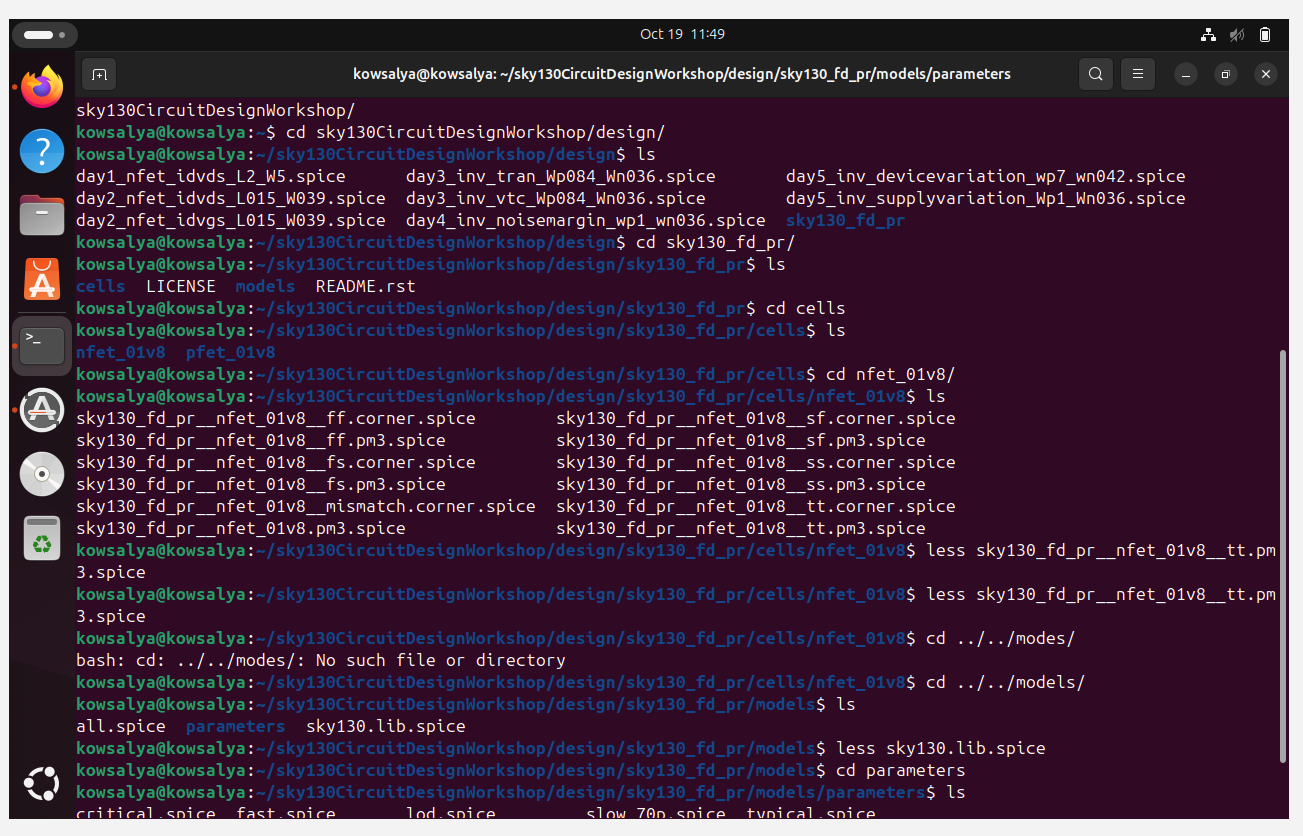 Oct 19 11:49
kowsalya@kowsalya: ~/sky130CircuitDesignWorkshop/design/sky130_fd_pr/models/parameters
sky130CircuitDesignWorkshop/
kowsalya@kowsalya:~$ cd sky130CircuitDesignWorkshop/design/
kowsalya@kowsalya:~/sky130CircuitDesignWorkshop/design$ ls
day1_nfet_idvds_L2_W5.spice day3_inv_tran_Wp084_Wn036.spice day5_inv_devicevariation_wp7_wn042.spice
day2_nfet_idvds_L015_W039.spice day3_inv_vtc_Wp084_Wn036.spice day5_inv_supplyvariation_Wp1_Wn036.spice
day2_nfet_idvgs_L015_W039.spice day4_inv_noisemargin_wp1_wn036.spice sky130_fd_pr
kowsalya@kowsalya:~/sky130CircuitDesignWorkshop/design$ cd sky130_fd_pr/
kowsalya@kowsalya:~/sky130CircuitDesignWorkshop/design/sky130_fd_pr$ ls
cells LICENSE models README.rst
kowsalya@kowsalya:~/sky130CircuitDesignWorkshop/design/sky130_fd_pr$ cd cells
kowsalya@kowsalya:~/sky130CircuitDesignWorkshop/design/sky130_fd_pr/cells$ ls
nfet_01v8 pfet_01v8
kowsalya@kowsalya:~/sky130CircuitDesignWorkshop/design/sky130_fd_pr/cells$ cd nfet_01v8/
kowsalya@kowsalya:~/sky130CircuitDesignWorkshop/design/sky130_fd_pr/cells/nfet_01v8$ ls
sky130_fd_pr__nfet_01v8__ff.corner.spice sky130_fd_pr__nfet_01v8__sf.corner.spice
sky130_fd_pr__nfet_01v8__ff.pm3.spice sky130_fd_pr__nfet_01v8__sf.pm3.spice
sky130_fd_pr__nfet_01v8__fs.corner.spice sky130_fd_pr__nfet_01v8__ss.corner.spice
sky130_fd_pr__nfet_01v8__fs.pm3.spice sky130_fd_pr__nfet_01v8__ss.pm3.spice
sky130_fd_pr__nfet_01v8__mismatch.corner.spice sky130_fd_pr__nfet_01v8__tt.corner.spice
sky130_fd_pr__nfet_01v8.pm3.spice sky130_fd_pr__nfet_01v8__tt.pm3.spice
kowsalya@kowsalya:~/sky130CircuitDesignWorkshop/design/sky130_fd_pr/cells/nfet_01v8$ less sky130_fd_pr__nfet_01v8__tt.pm
3.spice
kowsalya@kowsalya:~/sky130CircuitDesignWorkshop/design/sky130_fd_pr/cells/nfet_01v8$ less sky130_fd_pr__nfet_01v8__tt.pm
3.spice
kowsalya@kowsalya:~/sky130CircuitDesignWorkshop/design/sky130_fd_pr/cells/nfet_01v8$ cd ../../modes/
bash: cd: ../../modes/: No such file or directory
kowsalya@kowsalya:~/sky130CircuitDesignWorkshop/design/sky130_fd_pr/cells/nfet_01v8$ cd ../../models/
kowsalya@kowsalya:~/sky130CircuitDesignWorkshop/design/sky130_fd_pr/models$ ls
all.spice parameters sky130.lib.spice
kowsalya@kowsalya:~/sky130CircuitDesignWorkshop/design/sky130_fd_pr/models$ less sky130.lib.spice
kowsalya@kowsalya:~/sky130CircuitDesignWorkshop/design/sky130_fd_pr/models$ cd parameters
kowsalya@kowsalya:~/sky130CircuitDesignWorkshop/design/sky130_fd_pr/models/parameters$ ls
critical.spice fast.spice lod.spice slow_70p.spice typical.spice